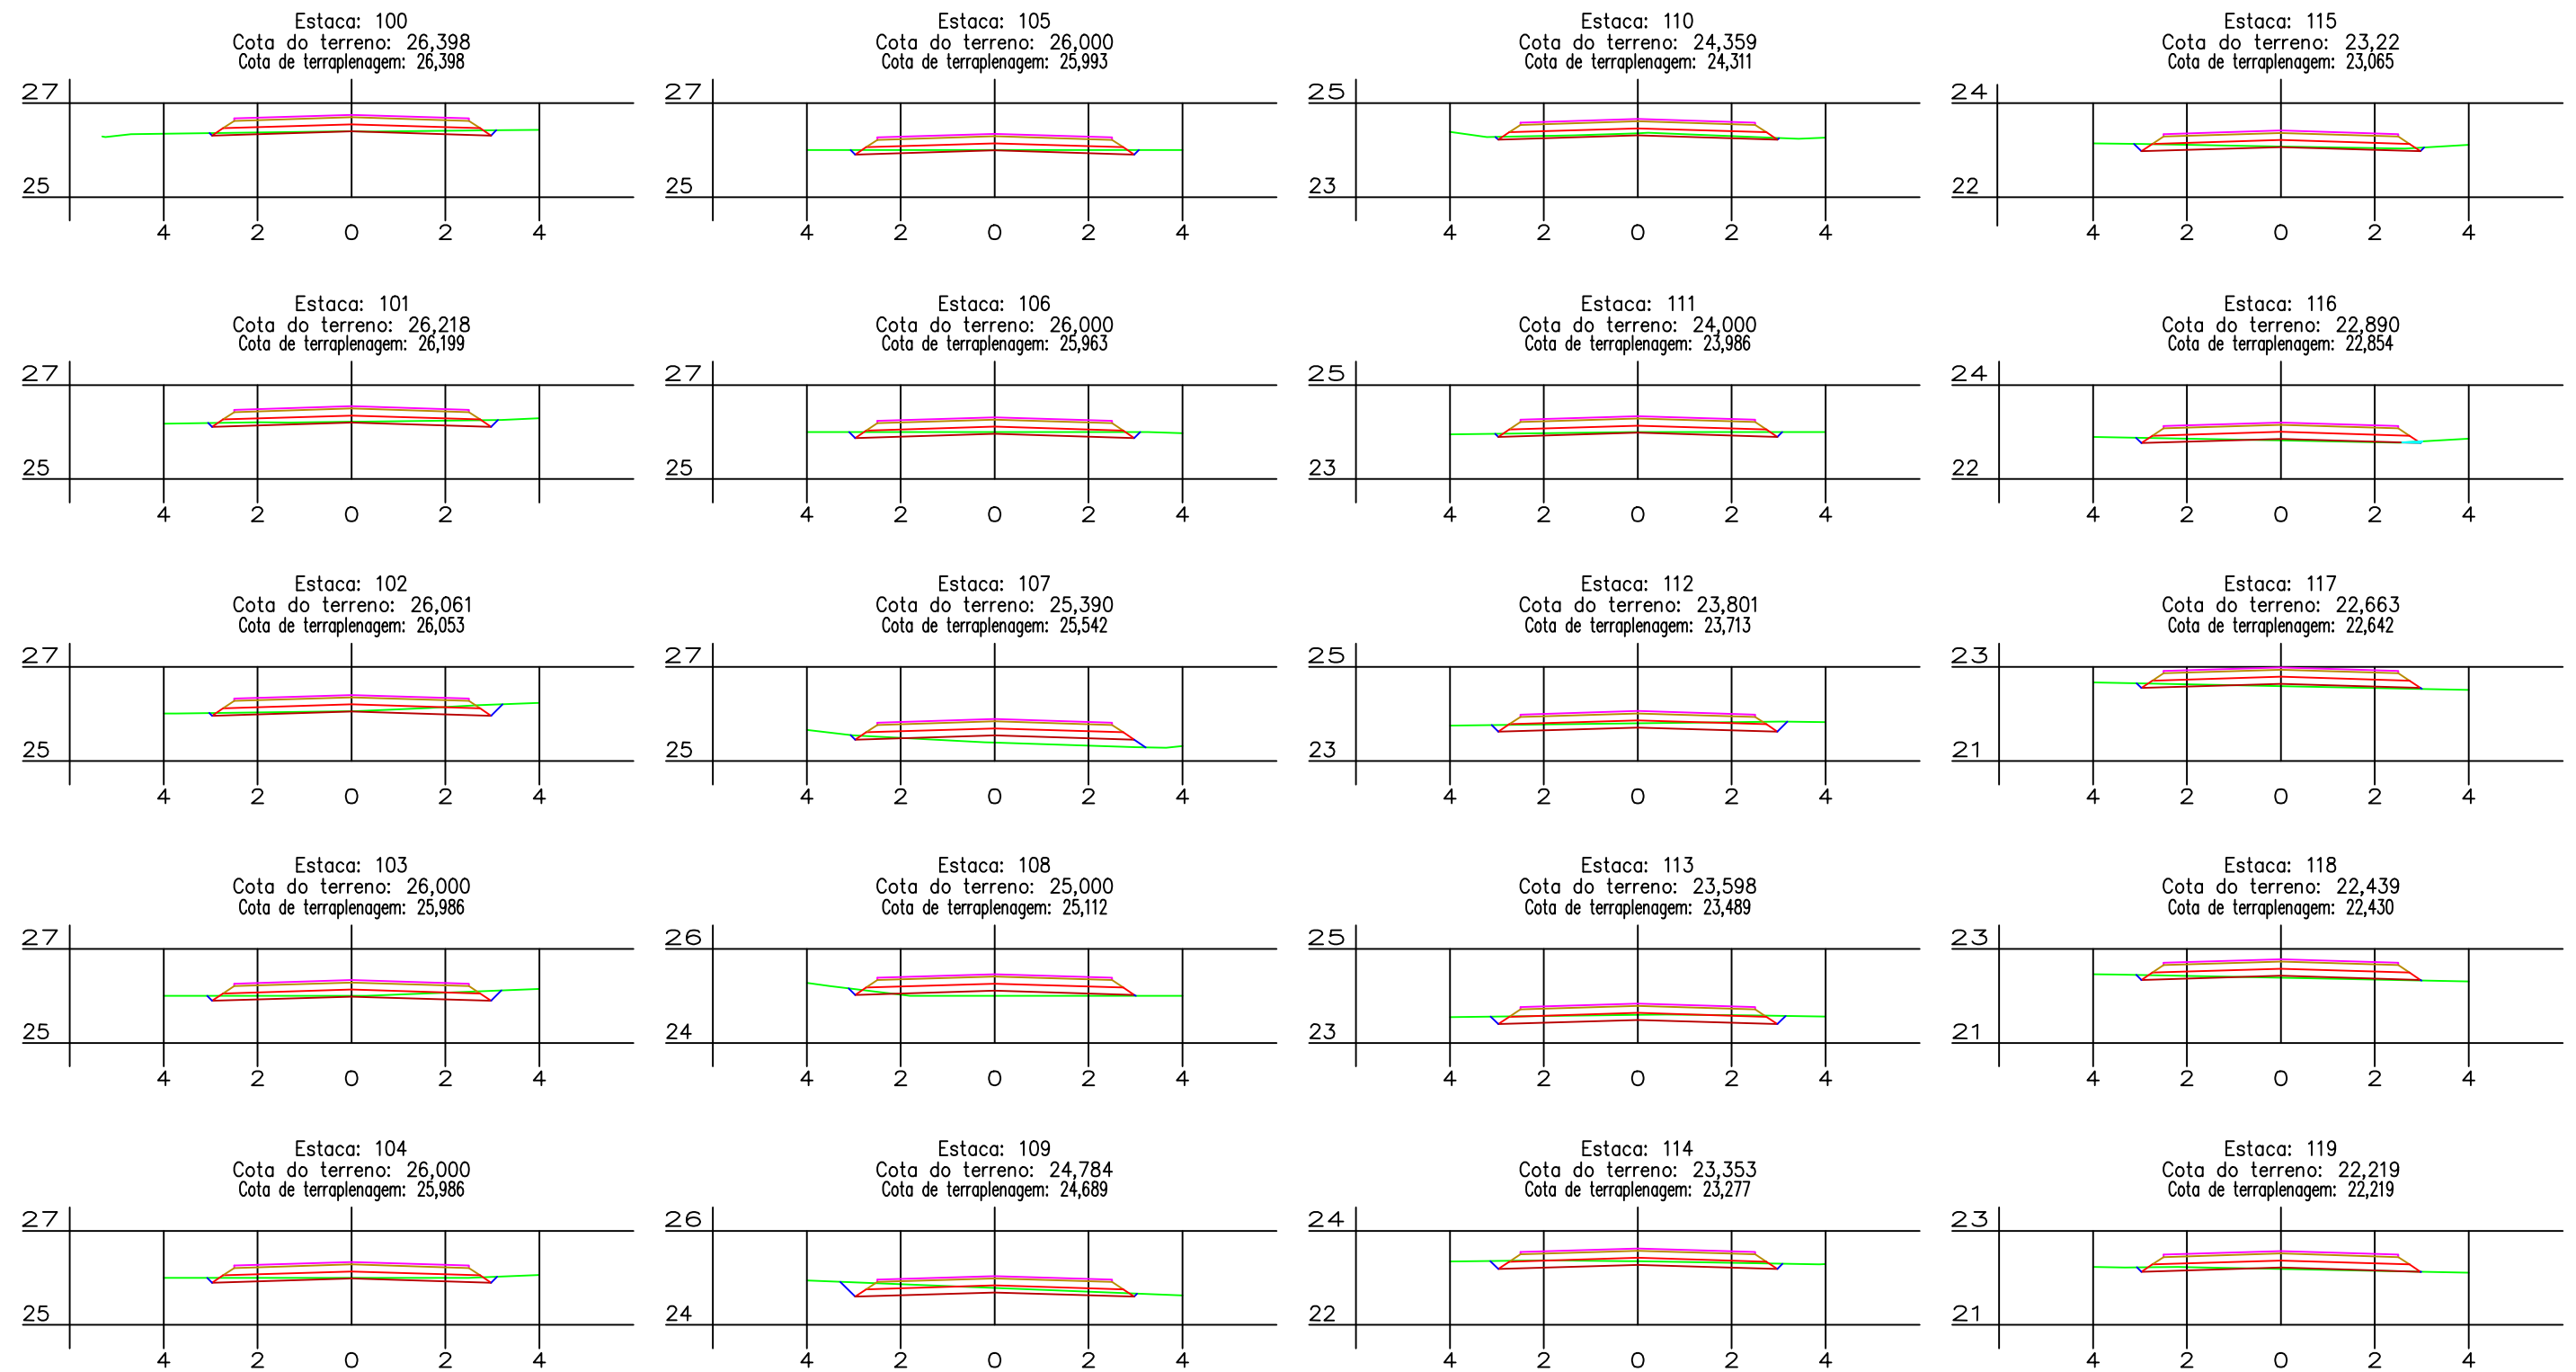 Estaca: 100
Cota do terreno: 26,398
Cota de terraplenagem: 26,398
27
25
4 2 0 2 4
Estaca: 105
Cota do terreno: 26,000
Cota de terraplenagem: 25,993
27
25
4 2 0 2 4
Estaca: 110
Cota do terreno: 24,359
Cota de terraplenagem: 24,311
25
23
4 2 0 2 4
Estaca: 115
Cota do terreno: 23,22
Cota de terraplenagem: 23,065
24
22
4 2 0 2 4
Estaca: 101
Cota do terreno: 26,218
Cota de terraplenagem: 26,199
27
25
4 2 0 2 4
Estaca: 106
Cota do terreno: 26,000
Cota de terraplenagem: 25,963
27
25
4 2 0 2 4
Estaca: 111
Cota do terreno: 24,000
Cota de terraplenagem: 23,986
25
23
4 2 0 2 4
Estaca: 116
Cota do terreno: 22,890
Cota de terraplenagem: 22,854
24
22
4 2 0 2 4
Estaca: 102
Cota do terreno: 26,061
Cota de terraplenagem: 26,053
27
25
4 2 0 2 4
Estaca: 107
Cota do terreno: 25,390
Cota de terraplenagem: 25,542
27
25
4 2 0 2 4
Estaca: 112
Cota do terreno: 23,801
Cota de terraplenagem: 23,713
25
23
4 2 0 2 4
Estaca: 117
Cota do terreno: 22,663
Cota de terraplenagem: 22,642
23
21
4 2 0 2 4
Estaca: 103
Cota do terreno: 26,000
Cota de terraplenagem: 25,986
27
25
4 2 0 2 4
Estaca: 108
Cota do terreno: 25,000
Cota de terraplenagem: 25,112
26
24
4 2 0 2 4
Estaca: 113
Cota do terreno: 23,598
Cota de terraplenagem: 23,489
25
23
4 2 0 2 4
Estaca: 118
Cota do terreno: 22,439
Cota de terraplenagem: 22,430
23
21
4 2 0 2 4
Estaca: 104
Cota do terreno: 26,000
Cota de terraplenagem: 25,986
27
25
4 2 0 2 4
Estaca: 109
Cota do terreno: 24,784
Cota de terraplenagem: 24,689
26
24
4 2 0 2 4
Estaca: 114
Cota do terreno: 23,353
Cota de terraplenagem: 23,277
24
22
4 2 0 2 4
Estaca: 119
Cota do terreno: 22,219
Cota de terraplenagem: 22,219
23
21
4 2 0 2 4